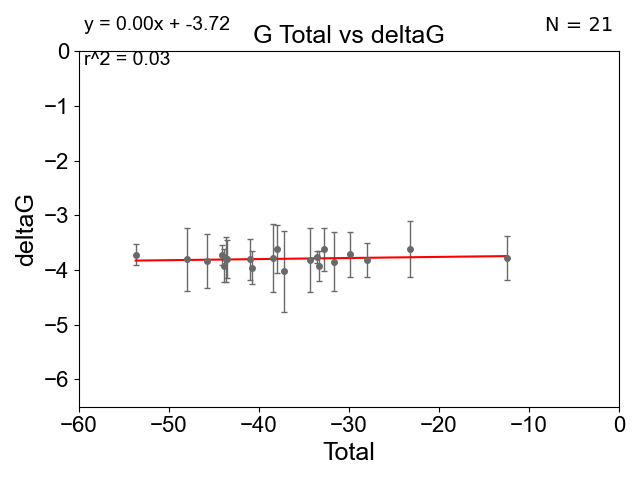 y = 0.00x + -3.72
G Total vs deltaG
N = 21
r^2 = 0.03
0
−1
−2
−3
−4
−5
−6
deltaG
−60 −50 −40 −30 −20 −10 0
Total